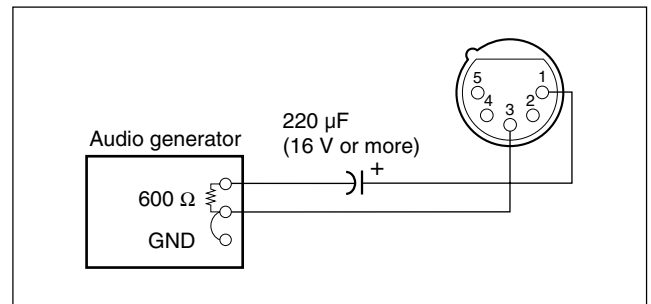 220 µF
(16 V or more)
+
Audio generator
600 Ω
GND
5
1
4
2
3